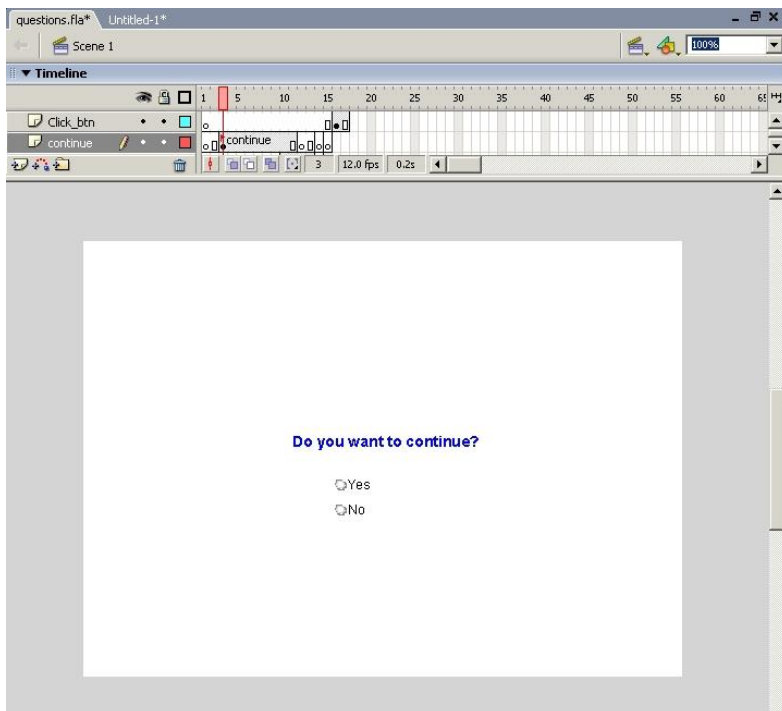 questions.fla* Untitled-1*
Scene 1
100%
Timeline
1 5 10 15 20 25 30 35 40 45 50 55 60 65
Click_btn
continue continue
3 12.0 fps 0.2s
Do you want to continue?
Yes
No